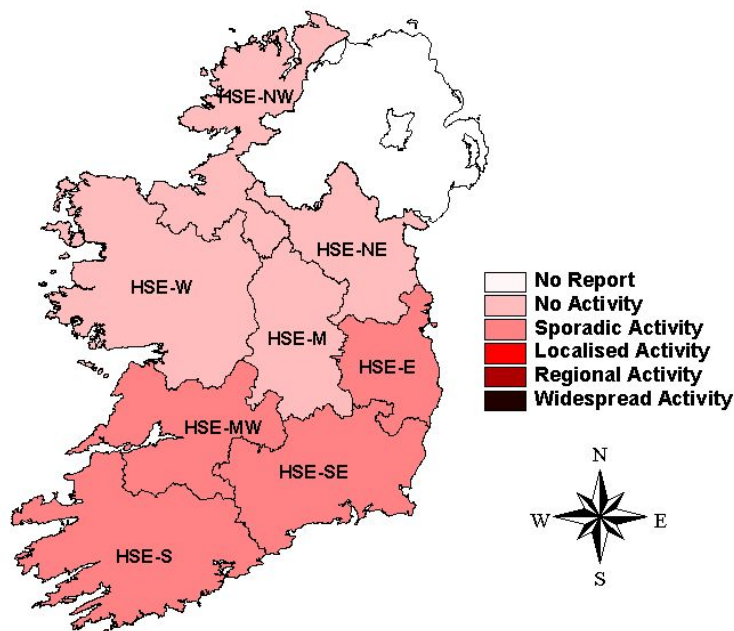 HSE-NW
HSE-NE
HSE-W
HSE-M
HSE-E
HSE-MW
HSE-SE
HSE-S
No Report
No Activity
Sporadic Activity
Localised Activity
Regional Activity
Widespread Activity
N
W E
S